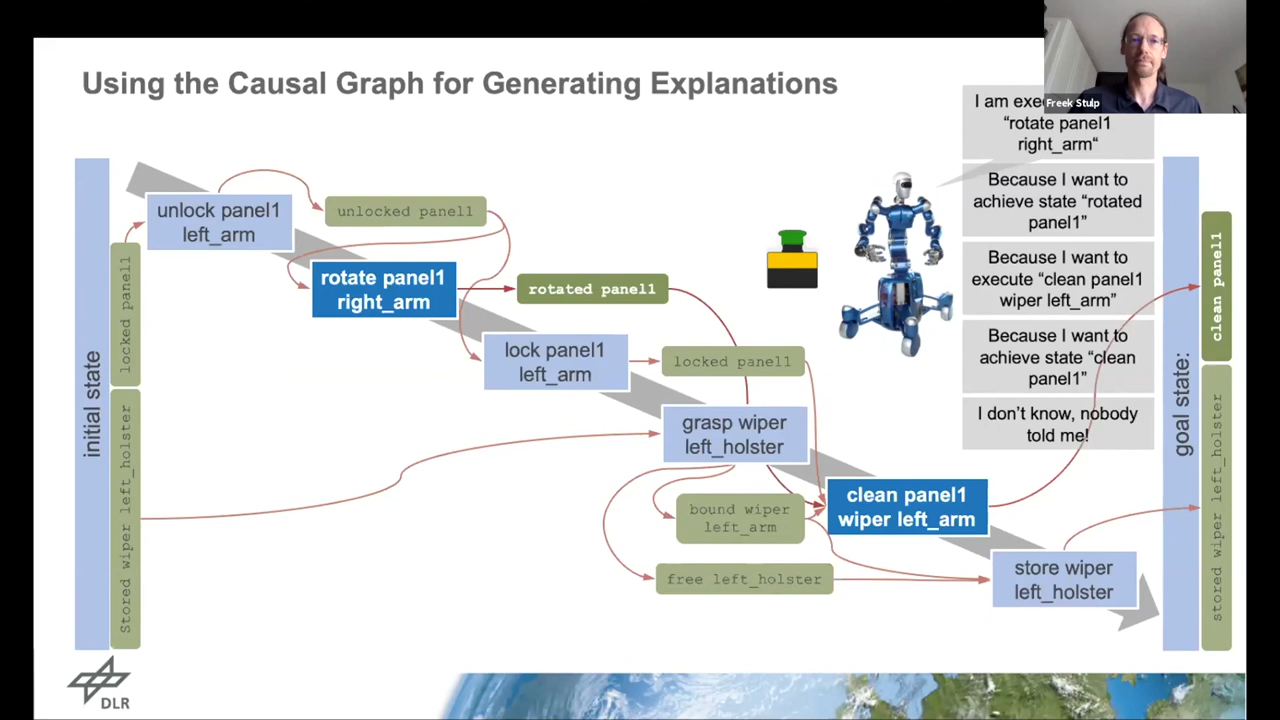 Using the Causal Graph for Generating Explanations
Freek Stulp
I am exe
"rotate panel1
right_arm"
Because I want to
achieve state "rotated
panel1"
Because I want to
execute "clean panel1
wiper left_arm"
Because I want to
achieve state "clean
panel1"
I don't know, nobody
told me!
initial state
locked panel1
Stored wiper left_holster
unlock panel1
left_arm
unlocked panel1
rotate panel1
right_arm
rotated panel1
lock panel1
left_arm
locked panel1
grasp wiper
left_holster
bound wiper
left_arm
free left_holster
clean panel1
wiper left_arm
store wiper
left_holster
goal state:
clean panel1
stored wiper left_holster
DLR